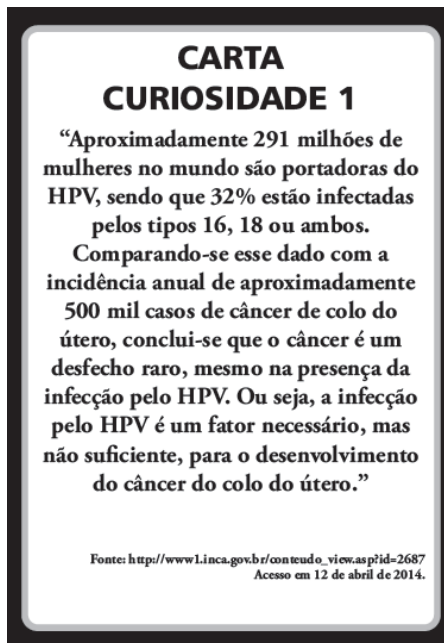 CARTA
CURIOSIDADE 1
“Aproximadamente 291 milhões de
mulheres no mundo são portadoras do
HPV, sendo que 32% estão infectadas
pelos tipos 16, 18 ou ambos.
Comparando-se esse dado com a
incidência anual de aproximadamente
500 mil casos de câncer de colo do
útero, conclui-se que o câncer é um
desfecho raro, mesmo na presença da
infecção pelo HPV. Ou seja, a infecção
pelo HPV é um fator necessário, mas
não suficiente, para o desenvolvimento
do câncer do colo do útero.”
Fonte: http://www1.inca.gov.br/conteudo_view.asp?id=2687
Acesso em 12 de abril de 2014.